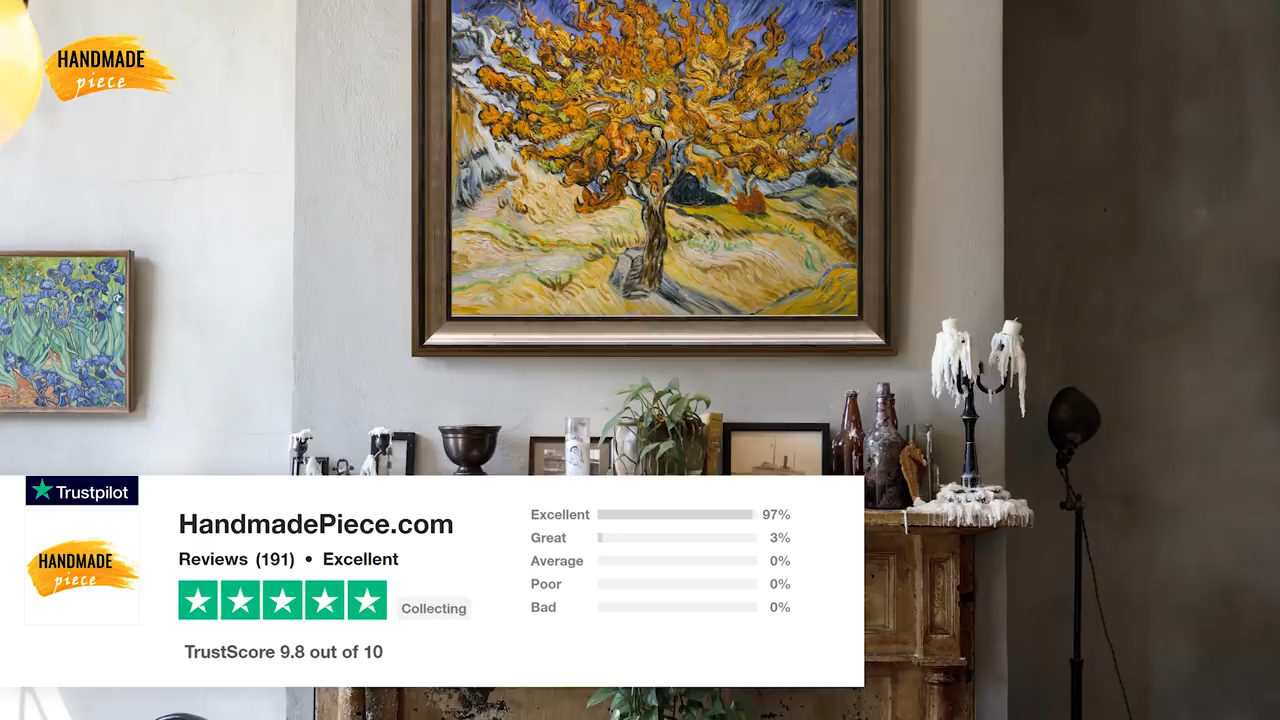 HANDMADE
piece
Trustpilot
HANDMADE
piece
HandmadePiece.com
Reviews (191) • Excellent
Collecting
TrustScore 9.8 out of 10
Excellent 97%
Great 3%
Average 0%
Poor 0%
Bad 0%